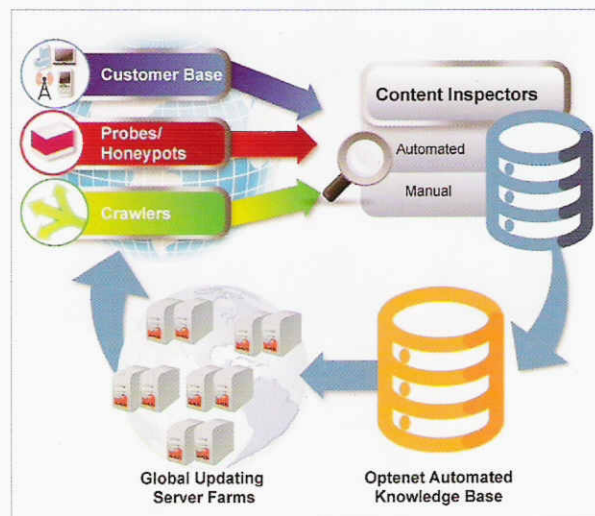 Customer Base
Content Inspectors
Probes/
Honeypots
Automated
Manual
Crawlers
Global Updating
Server Farms
Optenet Automated
Knowledge Base